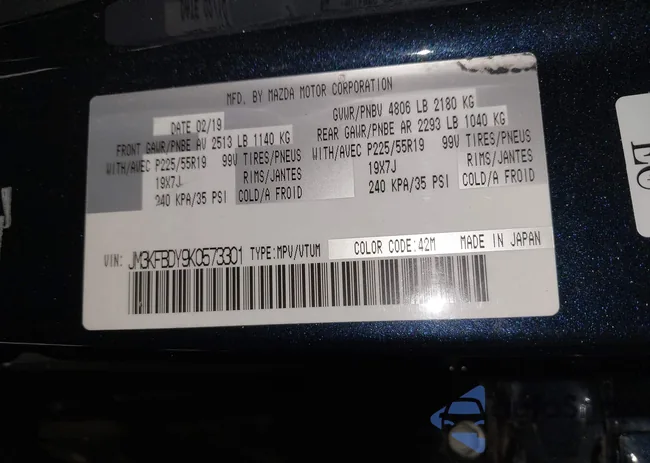 MFD. BY MAZDA MOTOR CORPORATION
DATE 02/19
GVWR/PNBV 4806 LB 2180 KG
FRONT GAWR/PNBE AV 2513 LB 1140 KG
REAR GAWR/PNBE AR 2293 LB 1040 KG
WITH/AVEC P225/55R19 99V TIRES/PNEUS
WITH/AVEC P225/55R19 99V TIRES/PNEUS
19X7J RIMS/JANTES
19X7J RIMS/JANTES
240 KPA/35 PSI COLD/A FROID
240 KPA/35 PSI COLD/A FROID
VIN: JM3KFBDY9K0573301 TYPE:MPV/VTUM COLOR CODE:42M MADE IN JAPAN